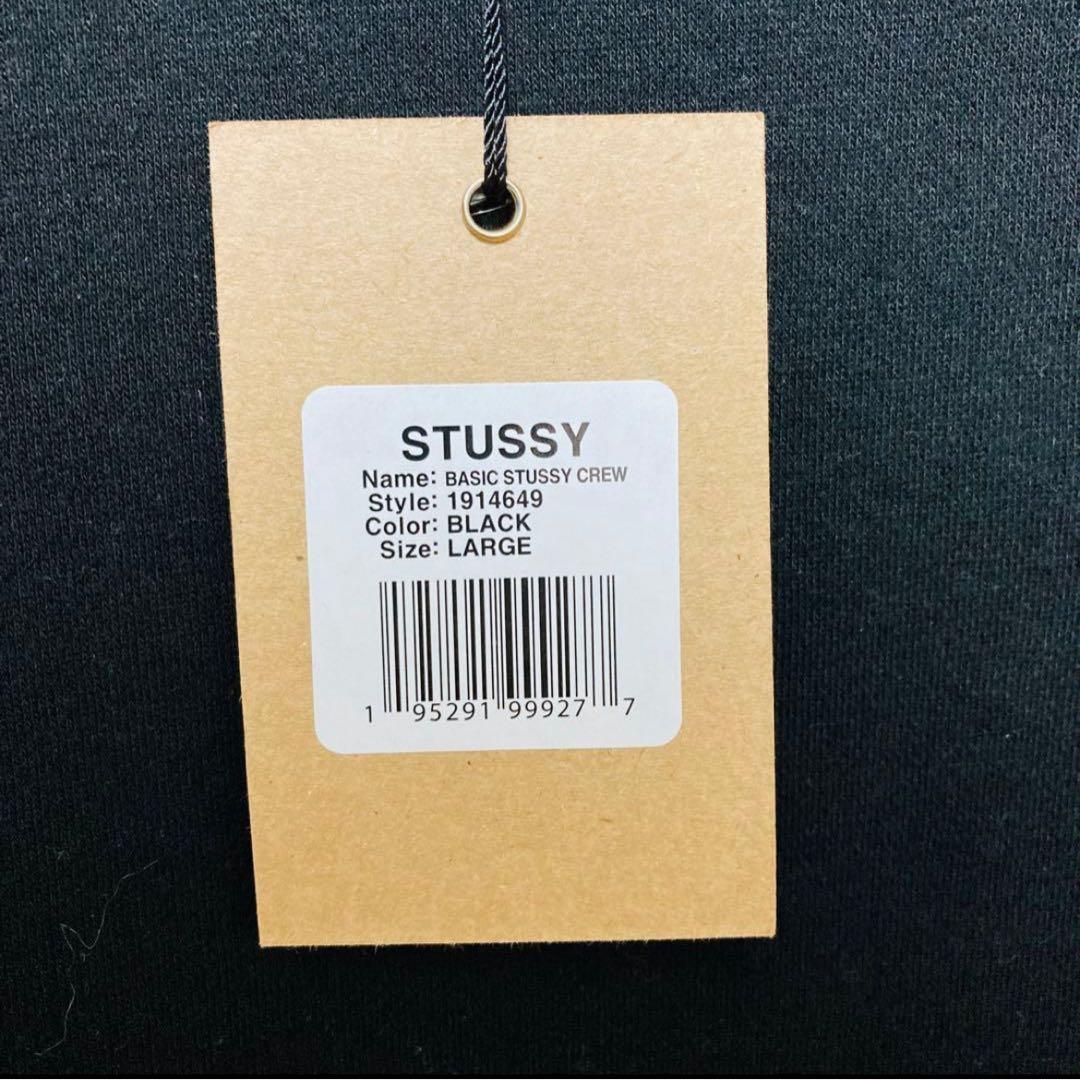 STUSSY
Name: BASIC STUSSY CREW
Style: 1914649
Color: BLACK
Size: LARGE
1 95291 99927 7